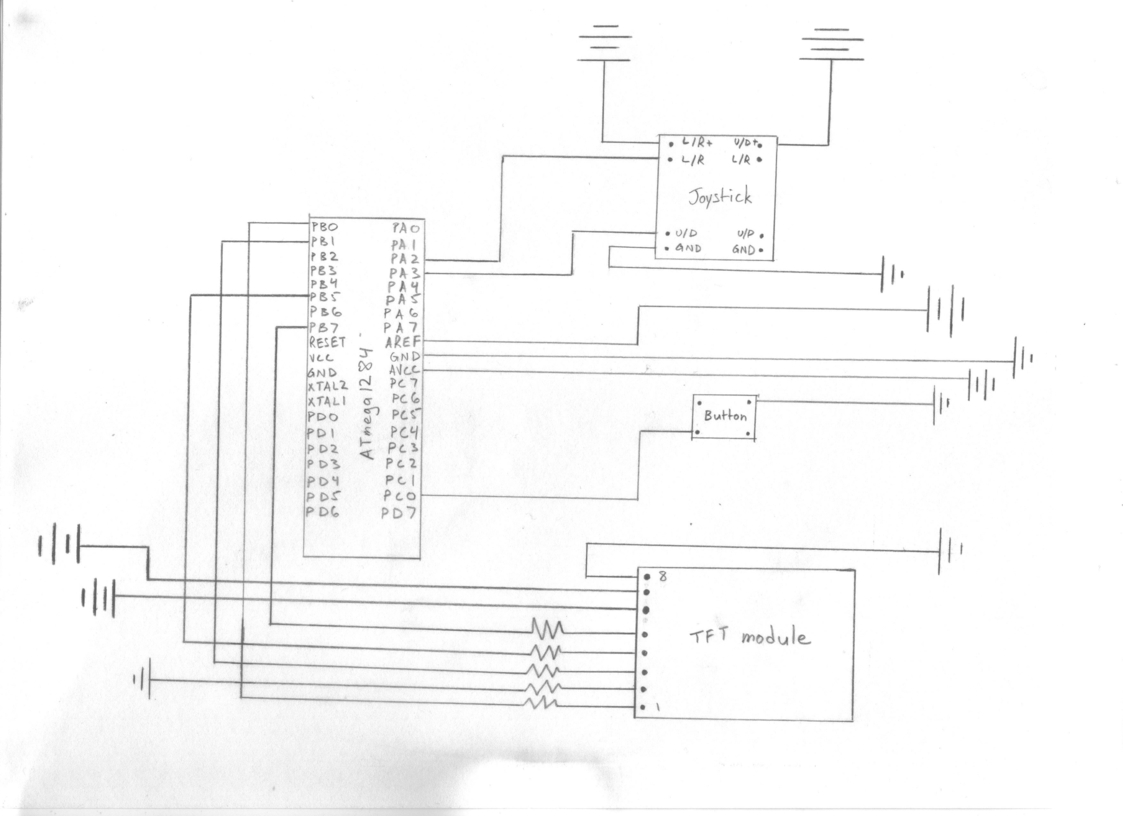 L/R+ U/D+
L/R L/R
Joystick
U/D U/D
GND GND
PB0 PA0
PB1 PA1
PB2 PA2
PB3 PA3
PB4 PA4
PB5 PA5
PB6 PA6
PB7 PA7
RESET AREF
VCC GND
GND AVCC
XTAL2 PC7
XTAL1 PC6
PD0 PC5
PD1 PC4
PD2 PC3
PD3 PC2
PD4 PC1
PD5 PC0
PD6 PD7
ATmega1284
Button
8
TFT module
1